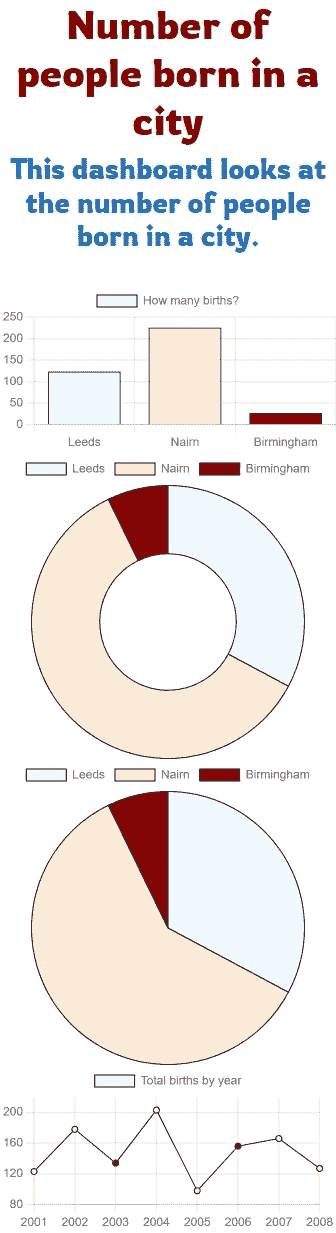 Number of
people born in a
city
This dashboard looks at
the number of people
born in a city.
How many births?
250
200
150
100
50
0
Leeds Nairn Birmingham
Leeds Nairn Birmingham
Leeds Nairn Birmingham
Total births by year
200
160
120
80
2001 2002 2003 2004 2005 2006 2007 2008